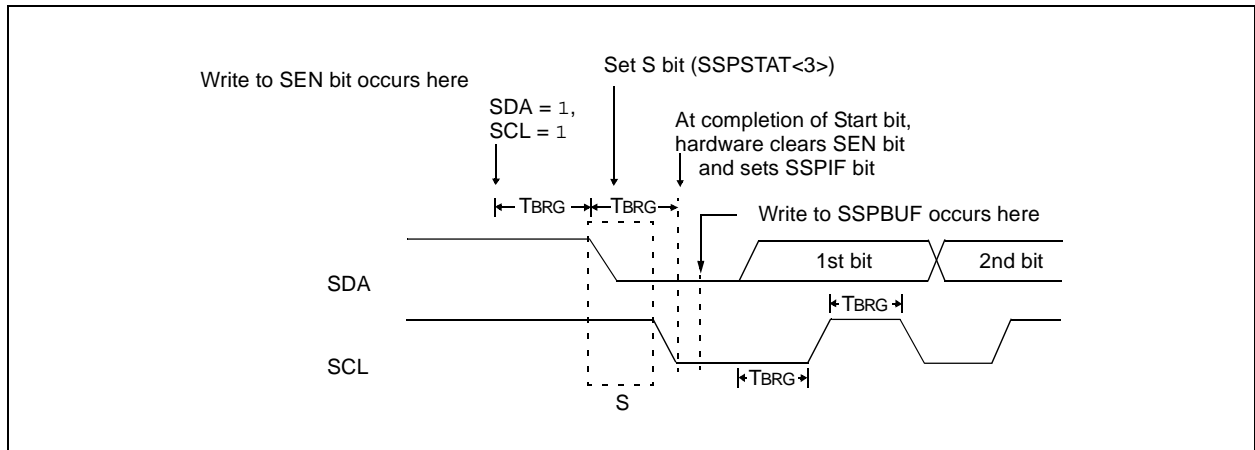 Set S bit (SSPSTAT<3>)
Write to SEN bit occurs here
SDA = 1,
SCL = 1
At completion of Start bit,
hardware clears SEN bit
and sets SSPIF bit
TBRG
TBRG
Write to SSPBUF occurs here
1st bit
2nd bit
SDA
TBRG
SCL
TBRG
S